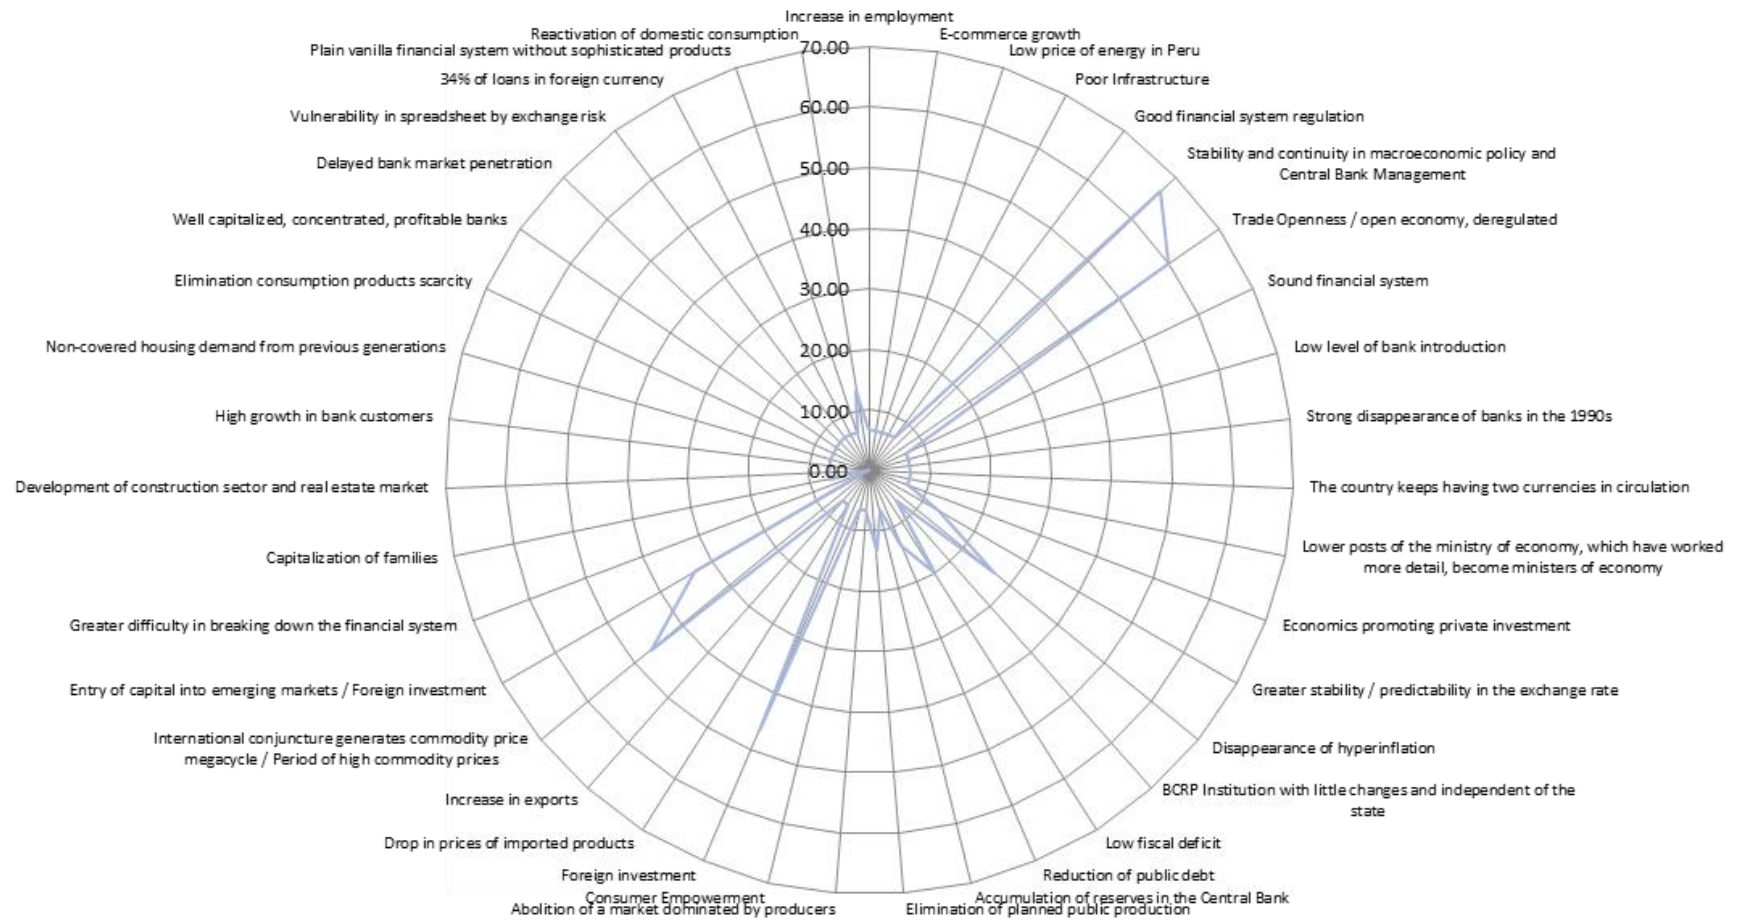 Increase in employment
E-commerce growth
Low price of energy in Peru
Poor Infrastructure
Good financial system regulation
Stability and continuity in macroeconomic policy and
Central Bank Management
Trade Openness / open economy, deregulated
Sound financial system
Low level of bank introduction
Strong disappearance of banks in the 1990s
The country keeps having two currencies in circulation
Lower posts of the ministry of economy, which have worked
more detail, become ministers of economy
Economics promoting private investment
Greater stability / predictability in the exchange rate
Disappearance of hyperinflation
BCRP Institution with little changes and independent of the
state
Low fiscal deficit
Reduction of public debt
Accumulation of reserves in the Central Bank
Elimination of planned public production
Abolition of a market dominated by producers
Consumer Empowerment
Foreign investment
Drop in prices of imported products
Increase in exports
International conjuncture generates commodity price
megacycle / Period of high commodity prices
Entry of capital into emerging markets / Foreign investment
Greater difficulty in breaking down the financial system
Capitalization of families
Development of construction sector and real estate market
High growth in bank customers
Non-covered housing demand from previous generations
Elimination consumption products scarcity
Well capitalized, concentrated, profitable banks
Delayed bank market penetration
Vulnerability in spreadsheet by exchange risk
34% of loans in foreign currency
Plain vanilla financial system without sophisticated products
Reactivation of domestic consumption
70.00
60.00
50.00
40.00
30.00
20.00
10.00
0.00